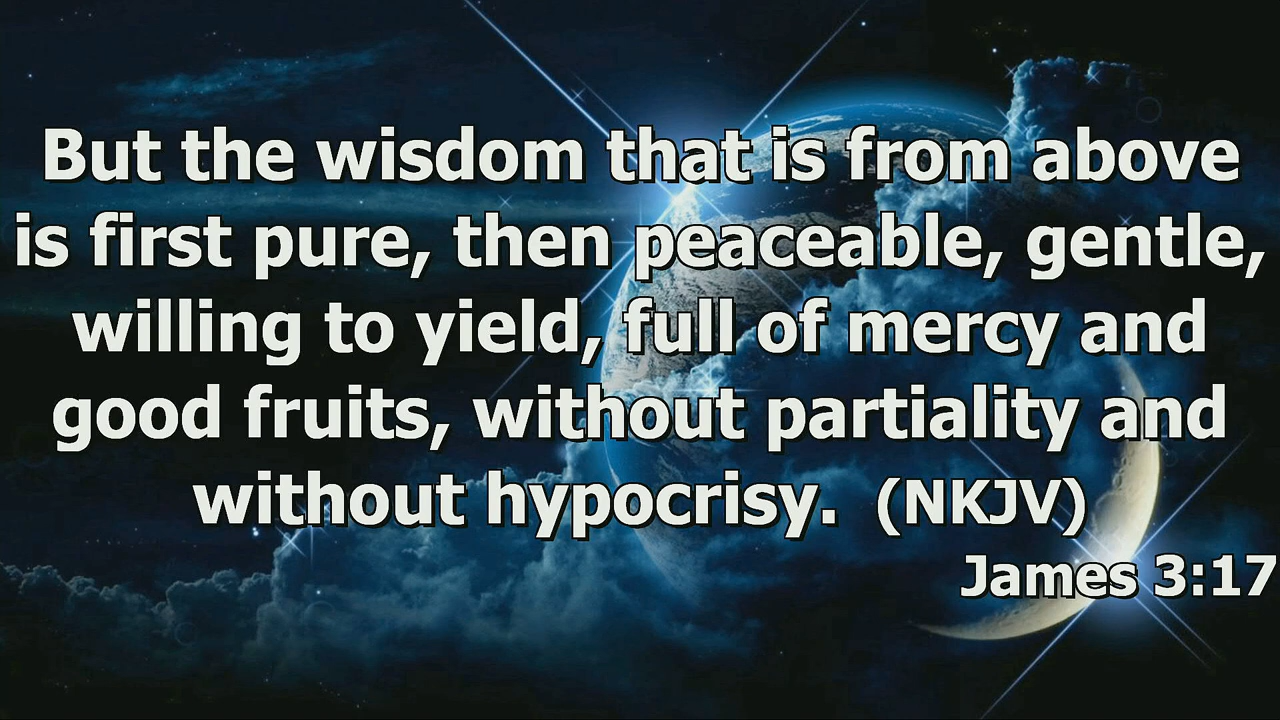 But the wisdom that is from above
is first pure, then peaceable, gentle,
willing to yield, full of mercy and
good fruits, without partiality and
without hypocrisy.  (NKJV)
James 3:17